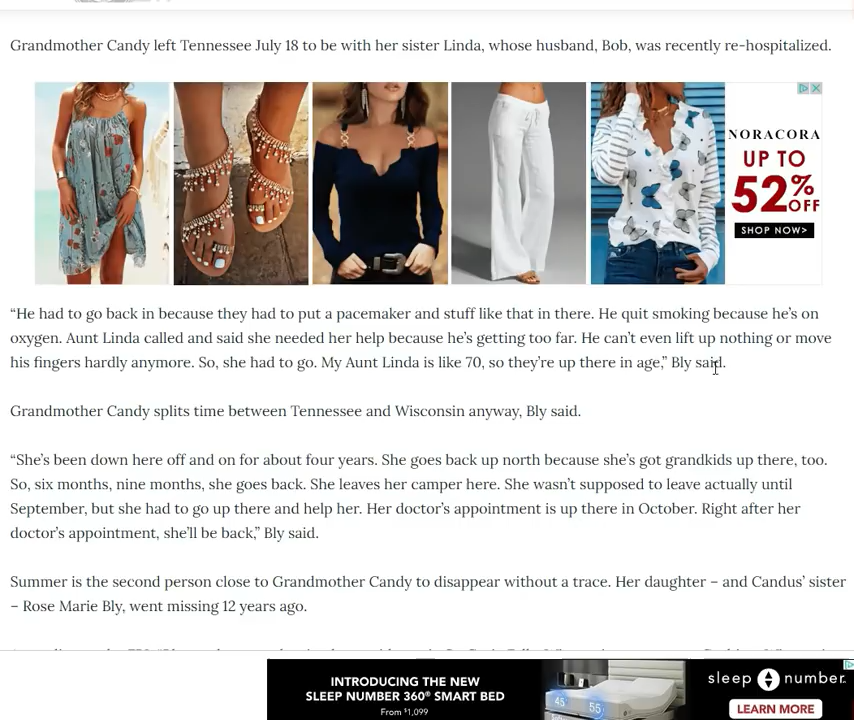 Grandmother Candy left Tennessee July 18 to be with her sister Linda, whose husband, Bob, was recently re-hospitalized.
NORACORA
UP TO
52% OFF
SHOP NOW>
“He had to go back in because they had to put a pacemaker and stuff like that in there. He quit smoking because he’s on
oxygen. Aunt Linda called and said she needed her help because he’s getting too far. He can’t even lift up nothing or move
his fingers hardly anymore. So, she had to go. My Aunt Linda is like 70, so they’re up there in age,” Bly said.
Grandmother Candy splits time between Tennessee and Wisconsin anyway, Bly said.
“She’s been down here off and on for about four years. She goes back up north because she’s got grandkids up there, too.
So, six months, nine months, she goes back. She leaves her camper here. She wasn’t supposed to leave actually until
September, but she had to go up there and help her. Her doctor’s appointment is up there in October. Right after her
doctor’s appointment, she’ll be back,” Bly said.
Summer is the second person close to Grandmother Candy to disappear without a trace. Her daughter – and Candus’ sister
– Rose Marie Bly, went missing 12 years ago.
INTRODUCING THE NEW
SLEEP NUMBER 360® SMART BED
From $1,099
45 55
sleep number.
LEARN MORE